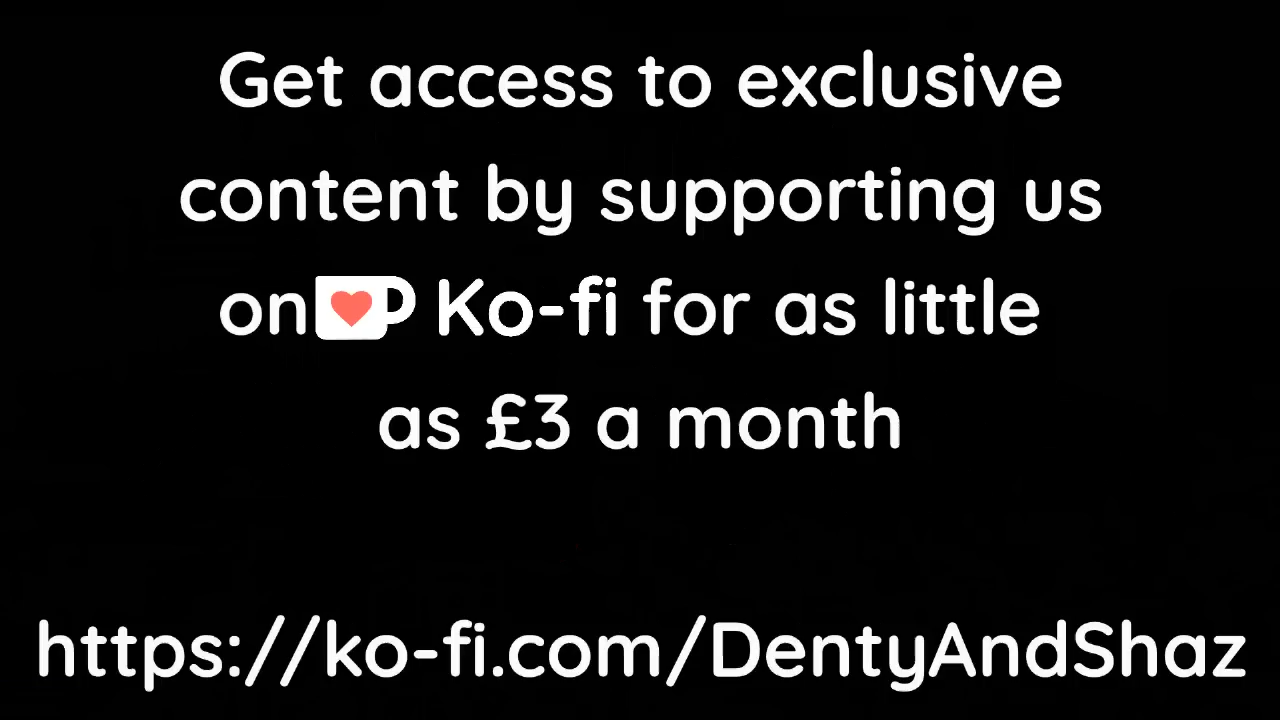 Get access to exclusive
content by supporting us
on Ko-fi for as little
as £3 a month
https://ko-fi.com/DentyAndShaz